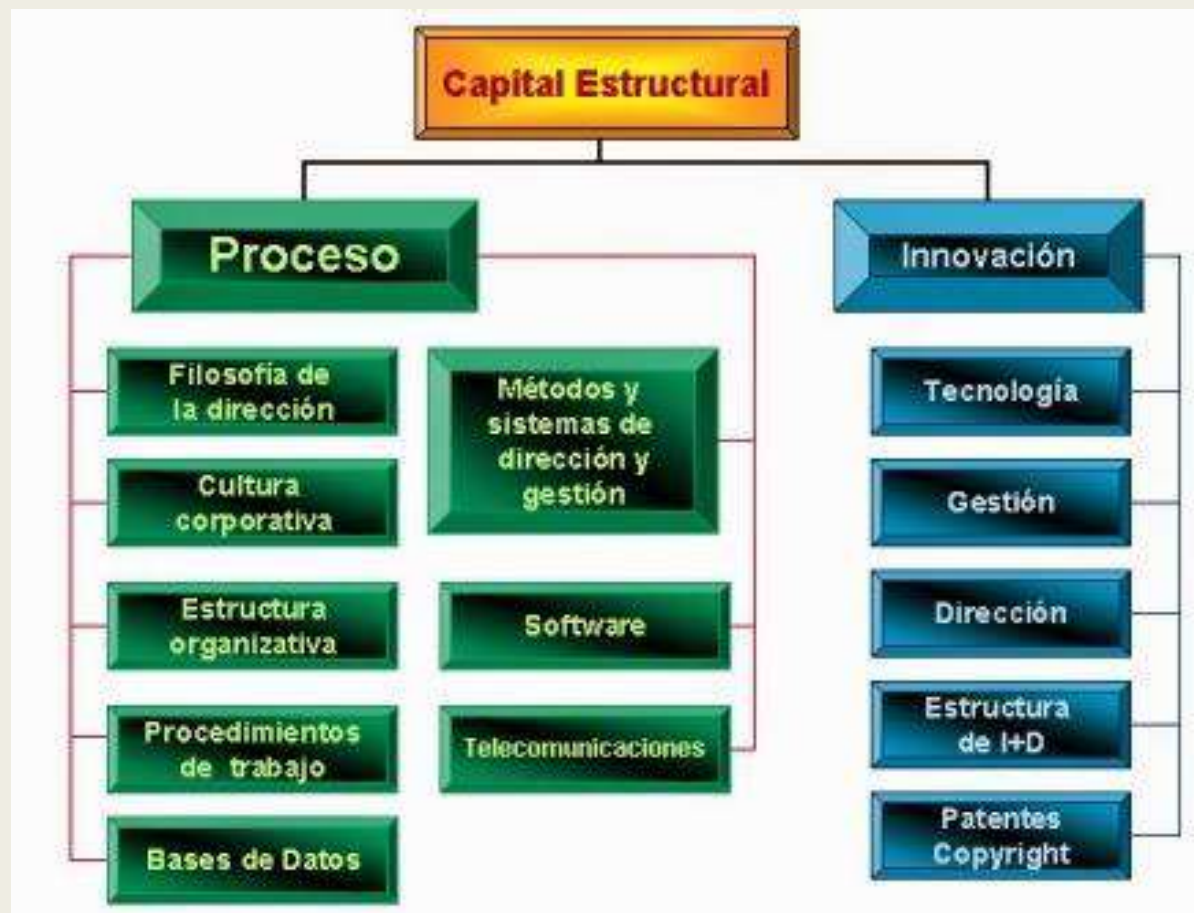 Capital Estructural
Proceso
Innovación
Filosofía de
la dirección
Cultura
corporativa
Estructura
organizativa
Procedimientos
de trabajo
Bases de Datos
Métodos y
sistemas de
dirección y
gestión
Software
Telecomunicaciones
Tecnología
Gestión
Dirección
Estructura
de I+D
Patentes
Copyright